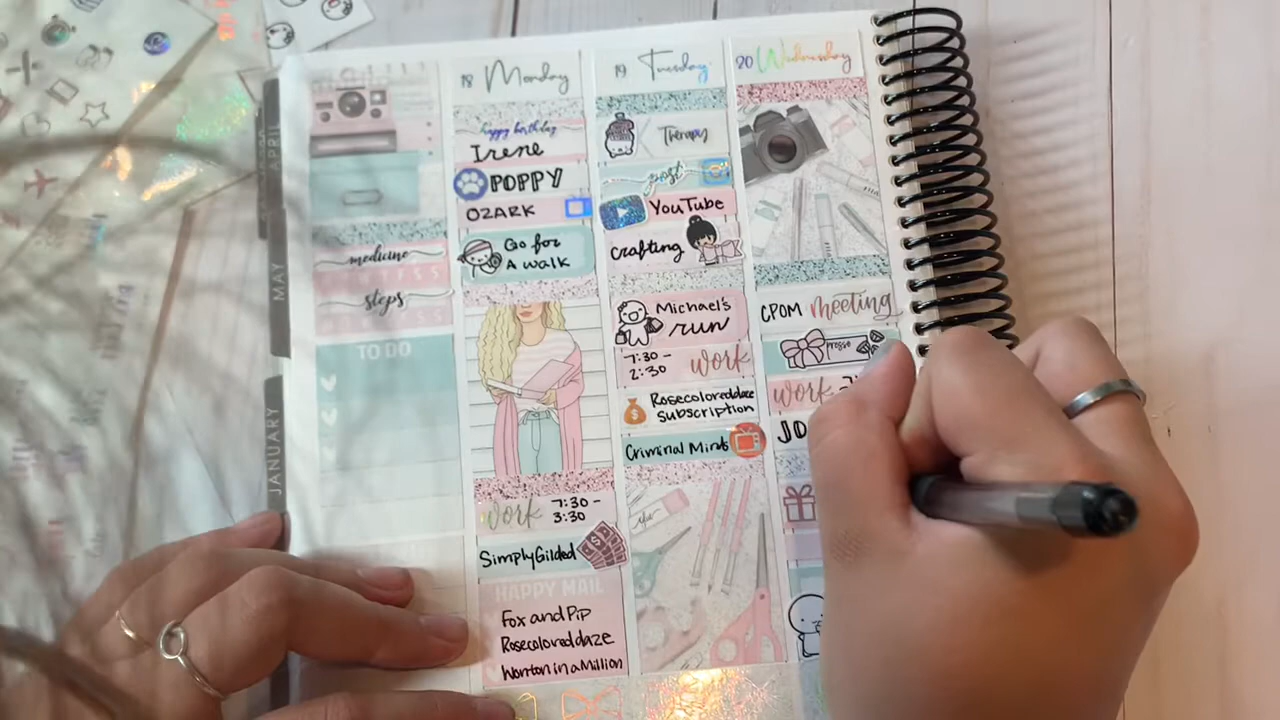 APRIL
MAY
JANUARY
medicine
steps
TO DO
18 Monday
happy birthday
Irene
POPPY
OZARK
Go for
A walk
work
7:30 -
3:30
SimplyGilded
HAPPY MAIL
Fox and Pip
Rosecoloreddaze
Wonton in a Million
19 Tuesday
Therapy
post
YouTube
crafting
Michael's
run
7:30 -
2:30
work
Rosecoloreddaze
subscription
Criminal Minds
20 Wednesday
CPOM meeting
work
JO